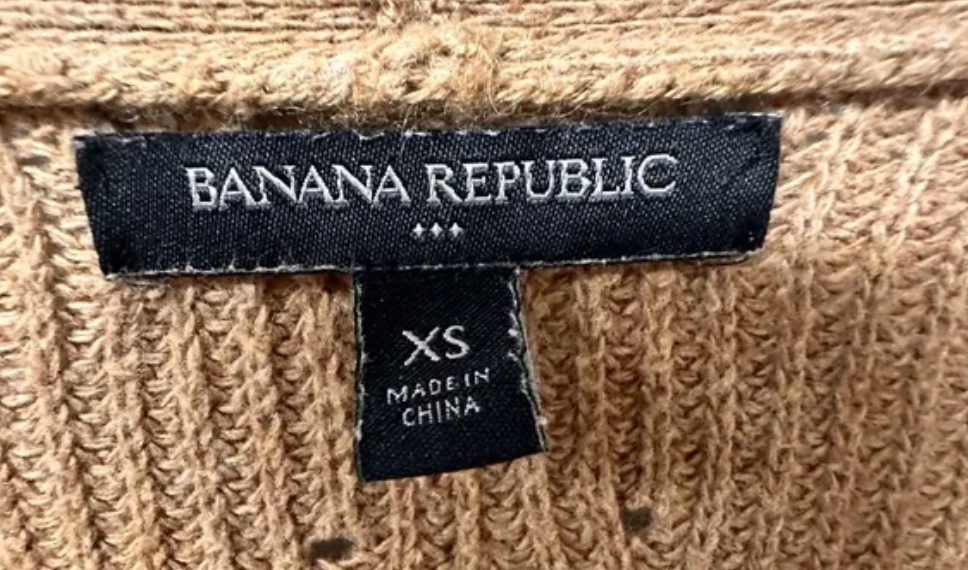 BANANA REPUBLIC
XS
MADE IN
CHINA